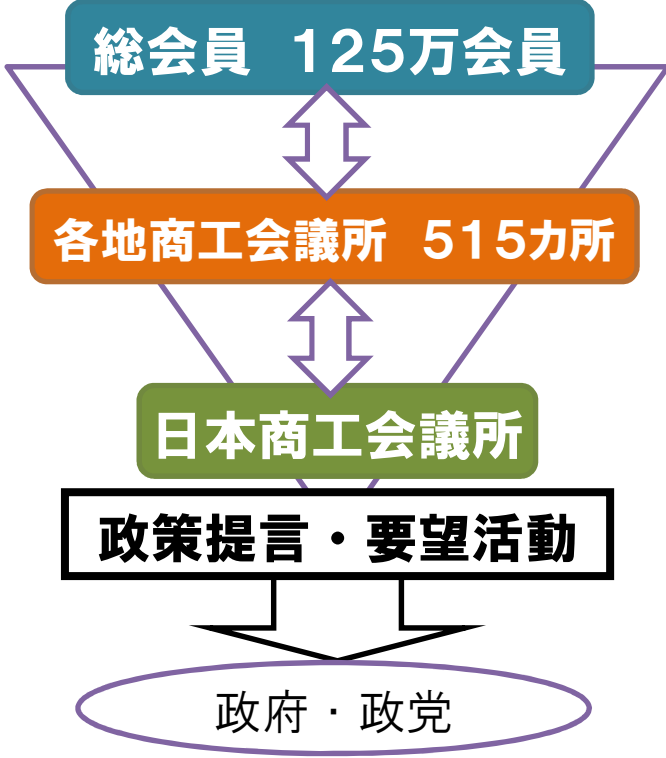 総会員　１２５万会員
各地商工会議所　５１５カ所
日本商工会議所
政策提言・要望活動
政府・政党